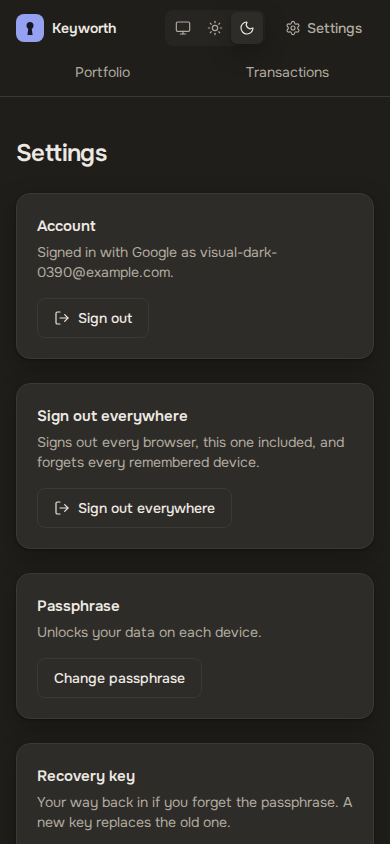 Keyworth
Settings
Portfolio
Transactions
Settings
Account
Signed in with Google as visual-dark-
0390@example.com.
Sign out
Sign out everywhere
Signs out every browser, this one included, and
forgets every remembered device.
Sign out everywhere
Passphrase
Unlocks your data on each device.
Change passphrase
Recovery key
Your way back in if you forget the passphrase. A
new key replaces the old one.